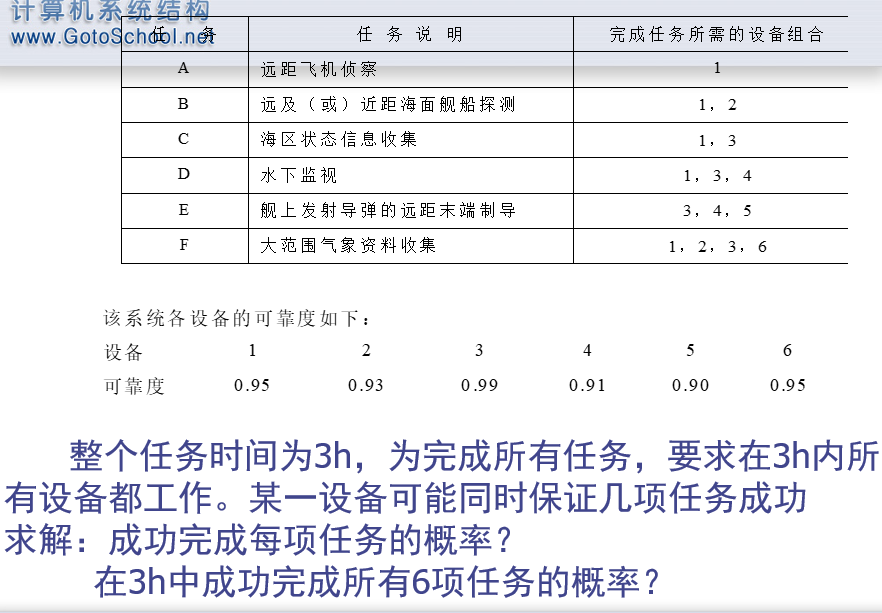 计算机系统结构
www.GotoSchool.net
任 务 任 务 说 明 完成任务所需的设备组合
A 远距飞机侦察 1
B 远及（或）近距海面舰船探测 1，2
C 海区状态信息收集 1，3
D 水下监视 1，3，4
E 舰上发射导弹的远距末端制导 3，4，5
F 大范围气象资料收集 1，2，3，6
该系统各设备的可靠度如下：
设备 1 2 3 4 5 6
可靠度 0.95 0.93 0.99 0.91 0.90 0.95
整个任务时间为3h，为完成所有任务，要求在3h内所
有设备都工作。某一设备可能同时保证几项任务成功
求解：成功完成每项任务的概率？
在3h中成功完成所有6项任务的概率？